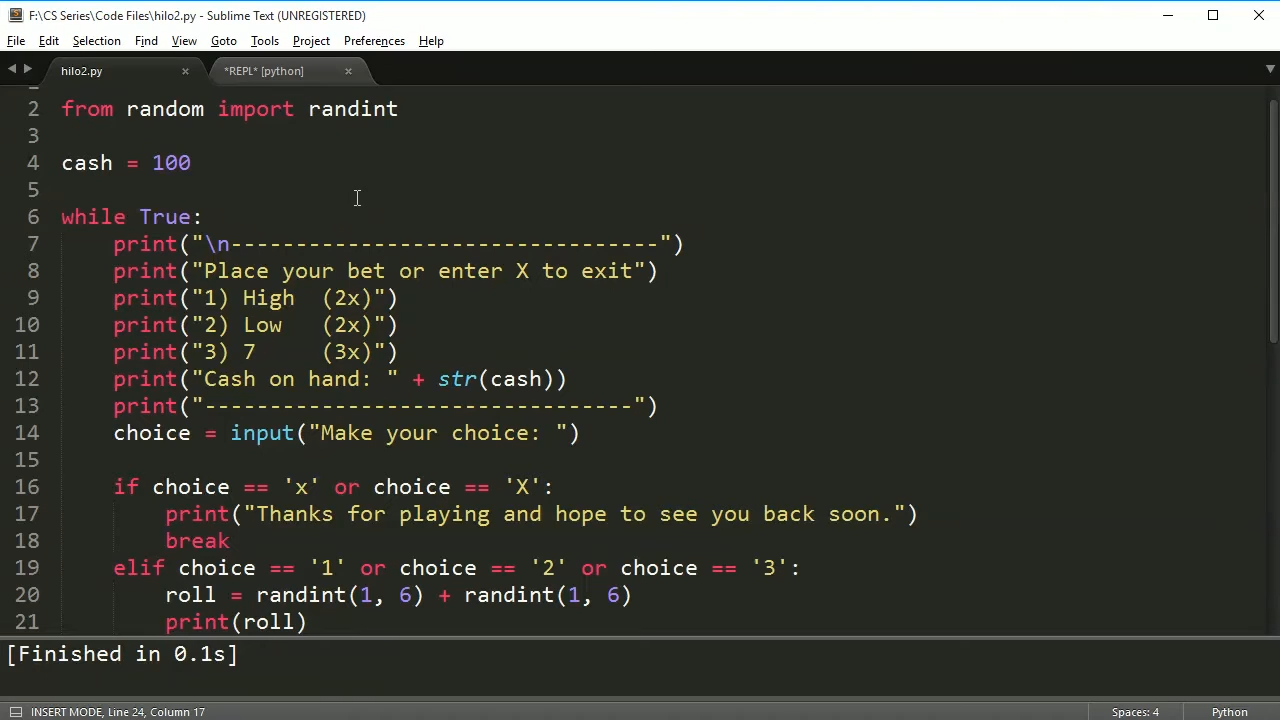 F:\CS Series\Code Files\hilo2.py - Sublime Text (UNREGISTERED)
File Edit Selection Find View Goto Tools Project Preferences Help
hilo2.py × *REPL* [python] ×
2 from random import randint
3
4 cash = 100
5
6 while True:
7     print("\n---------------------------------")
8     print("Place your bet or enter X to exit")
9     print("1) High  (2x)")
10     print("2) Low   (2x)")
11     print("3) 7     (3x)")
12     print("Cash on hand: " + str(cash))
13     print("---------------------------------")
14     choice = input("Make your choice: ")
15
16     if choice == 'x' or choice == 'X':
17         print("Thanks for playing and hope to see you back soon.")
18         break
19     elif choice == '1' or choice == '2' or choice == '3':
20         roll = randint(1, 6) + randint(1, 6)
21         print(roll)
[Finished in 0.1s]
INSERT MODE, Line 24, Column 17 Spaces: 4 Python